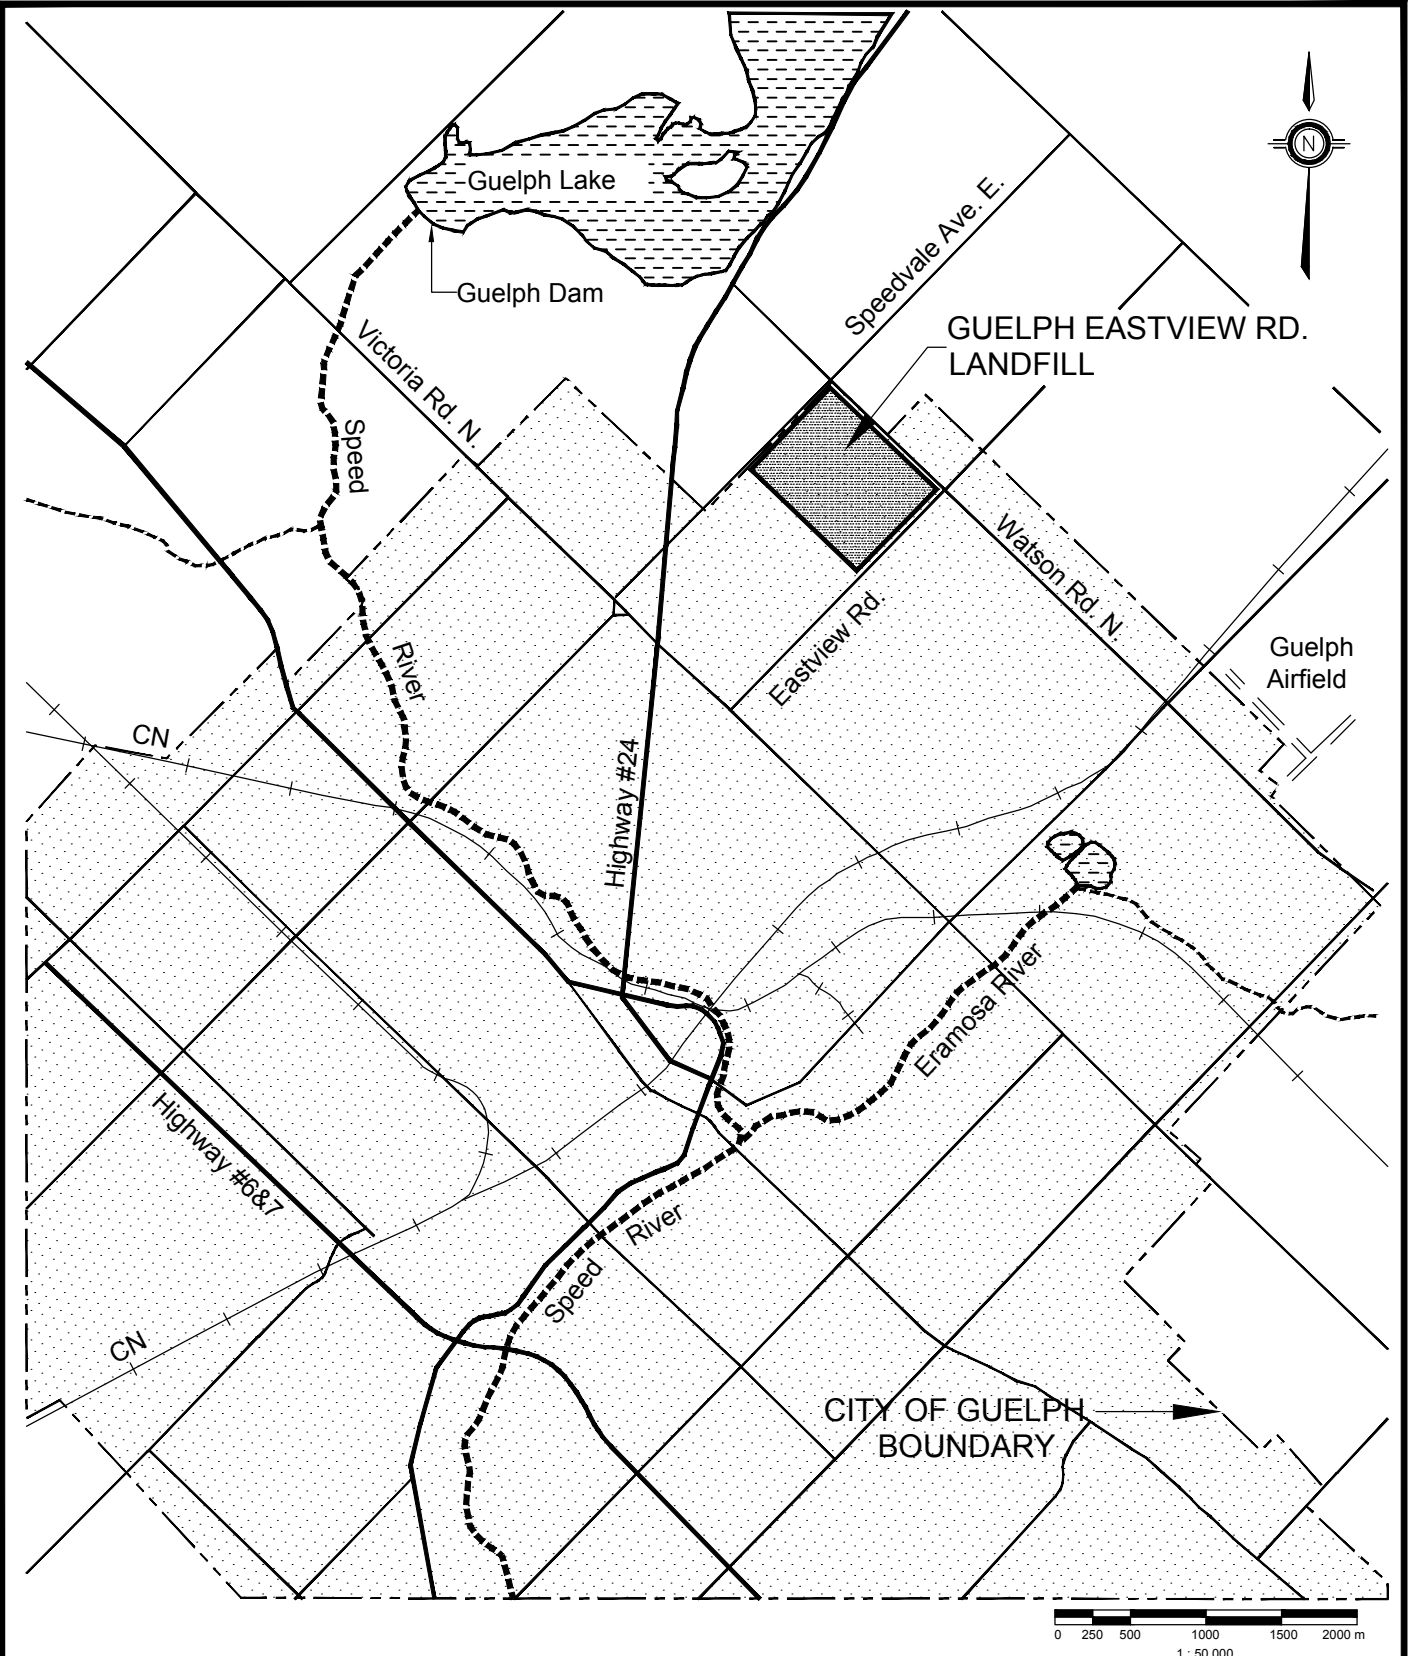 N
Guelph Lake
Guelph Dam
Speedvale Ave. E.
GUELPH EASTVIEW RD.
LANDFILL
Victoria Rd. N.
Speed
River
Watson Rd. N.
Eastview Rd.
Guelph
Airfield
CN
Highway #24
Eramosa River
Highway #6&7
River
Speed
CN
CITY OF GUELPH
BOUNDARY
0 250 500 1000 1500 2000 m
1 : 50,000